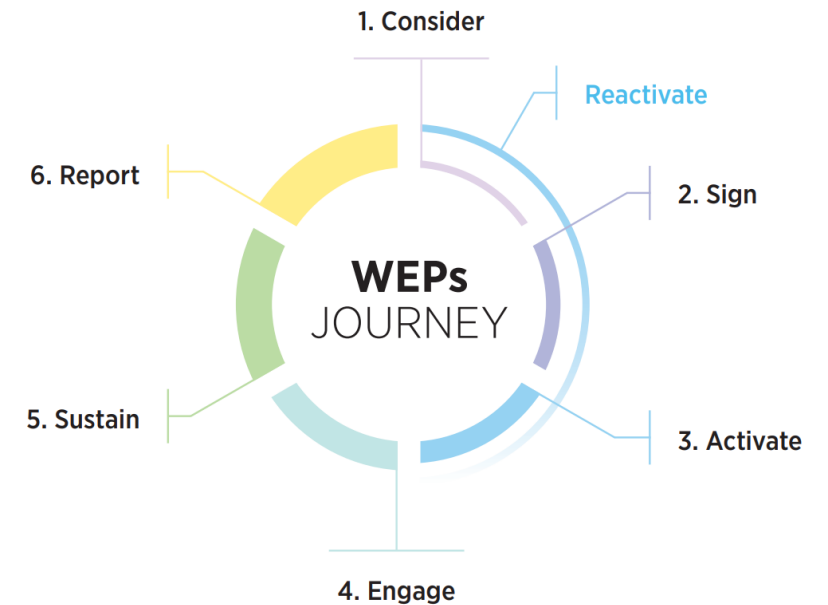 1. Consider
Reactivate
2. Sign
6. Report
WEPs
JOURNEY
5. Sustain
3. Activate
4. Engage